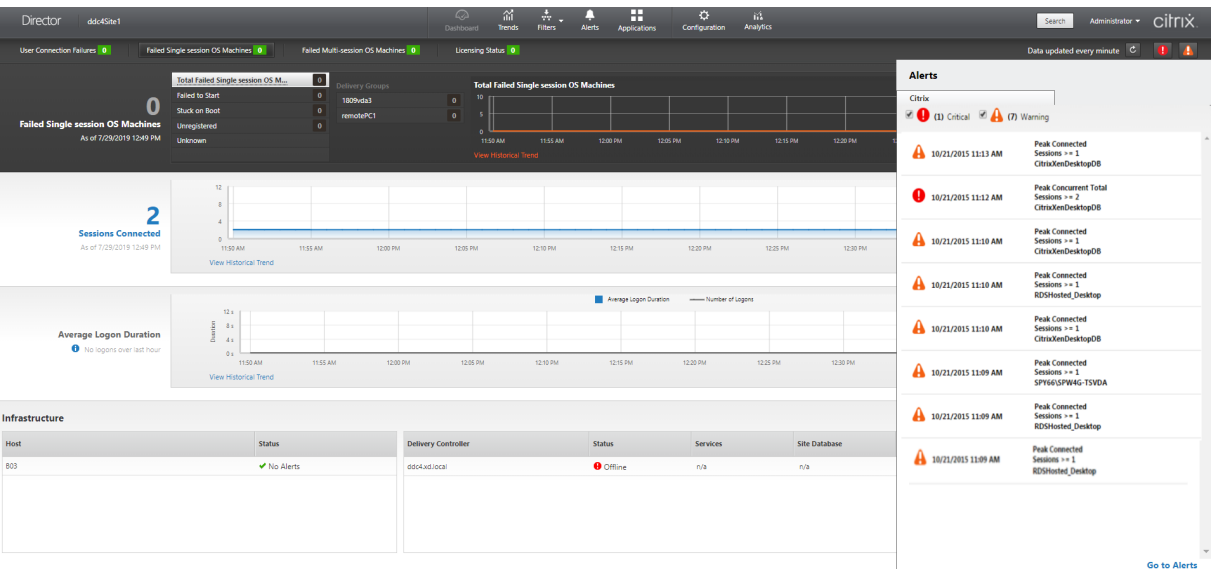 Director ddc4Site1
Dashboard Trends Filters Alerts Applications Configuration Analytics
Search Administrator citrix
User Connection Failures 0 Failed Single session OS Machines 0 Failed Multi-session OS Machines 0 Licensing Status 0
Data updated every minute
0
Failed Single session OS Machines
As of 7/29/2019 12:49 PM
Total Failed Single session OS M... 0
Failed to Start 0
Stuck on Boot 0
Unregistered 0
Unknown
Delivery Groups
1809vda3 0
remotePC1 0
Total Failed Single session OS Machines
10
5
0
11:50 AM 11:55 AM 12:00 PM 12:05 PM 12:10 PM 12:15 PM 12:20 PM
View Historical Trend
2
Sessions Connected
As of 7/29/2019 12:49 PM
12
8
4
0
11:50 AM 11:55 AM 12:00 PM 12:05 PM 12:10 PM 12:15 PM 12:20 PM 12:25 PM 12:30 PM
View Historical Trend
Average Logon Duration
No logons over last hour
Average Logon Duration Number of Logons
Duration
12 s
8 s
4 s
0 s
11:50 AM 11:55 AM 12:00 PM 12:05 PM 12:10 PM 12:15 PM 12:20 PM 12:25 PM 12:30 PM
View Historical Trend
Infrastructure
Host Status
B03 No Alerts
Delivery Controller Status Services Site Database
ddc4.xd.local Offline n/a n/a
Alerts
Citrix
(1) Critical (7) Warning
10/21/2015 11:13 AM
Peak Connected
Sessions >= 1
CitrixXenDesktopDB
10/21/2015 11:12 AM
Peak Concurrent Total
Sessions >= 2
CitrixXenDesktopDB
10/21/2015 11:10 AM
Peak Connected
Sessions >= 1
CitrixXenDesktopDB
10/21/2015 11:10 AM
Peak Connected
Sessions >= 1
RDSHosted_Desktop
10/21/2015 11:10 AM
Peak Connected
Sessions >= 1
CitrixXenDesktopDB
10/21/2015 11:09 AM
Peak Connected
Sessions >= 1
SPY66\SPW4G-TSVDA
10/21/2015 11:09 AM
Peak Connected
Sessions >= 1
RDSHosted_Desktop
10/21/2015 11:09 AM
Peak Connected
Sessions >= 1
RDSHosted_Desktop
Go to Alerts